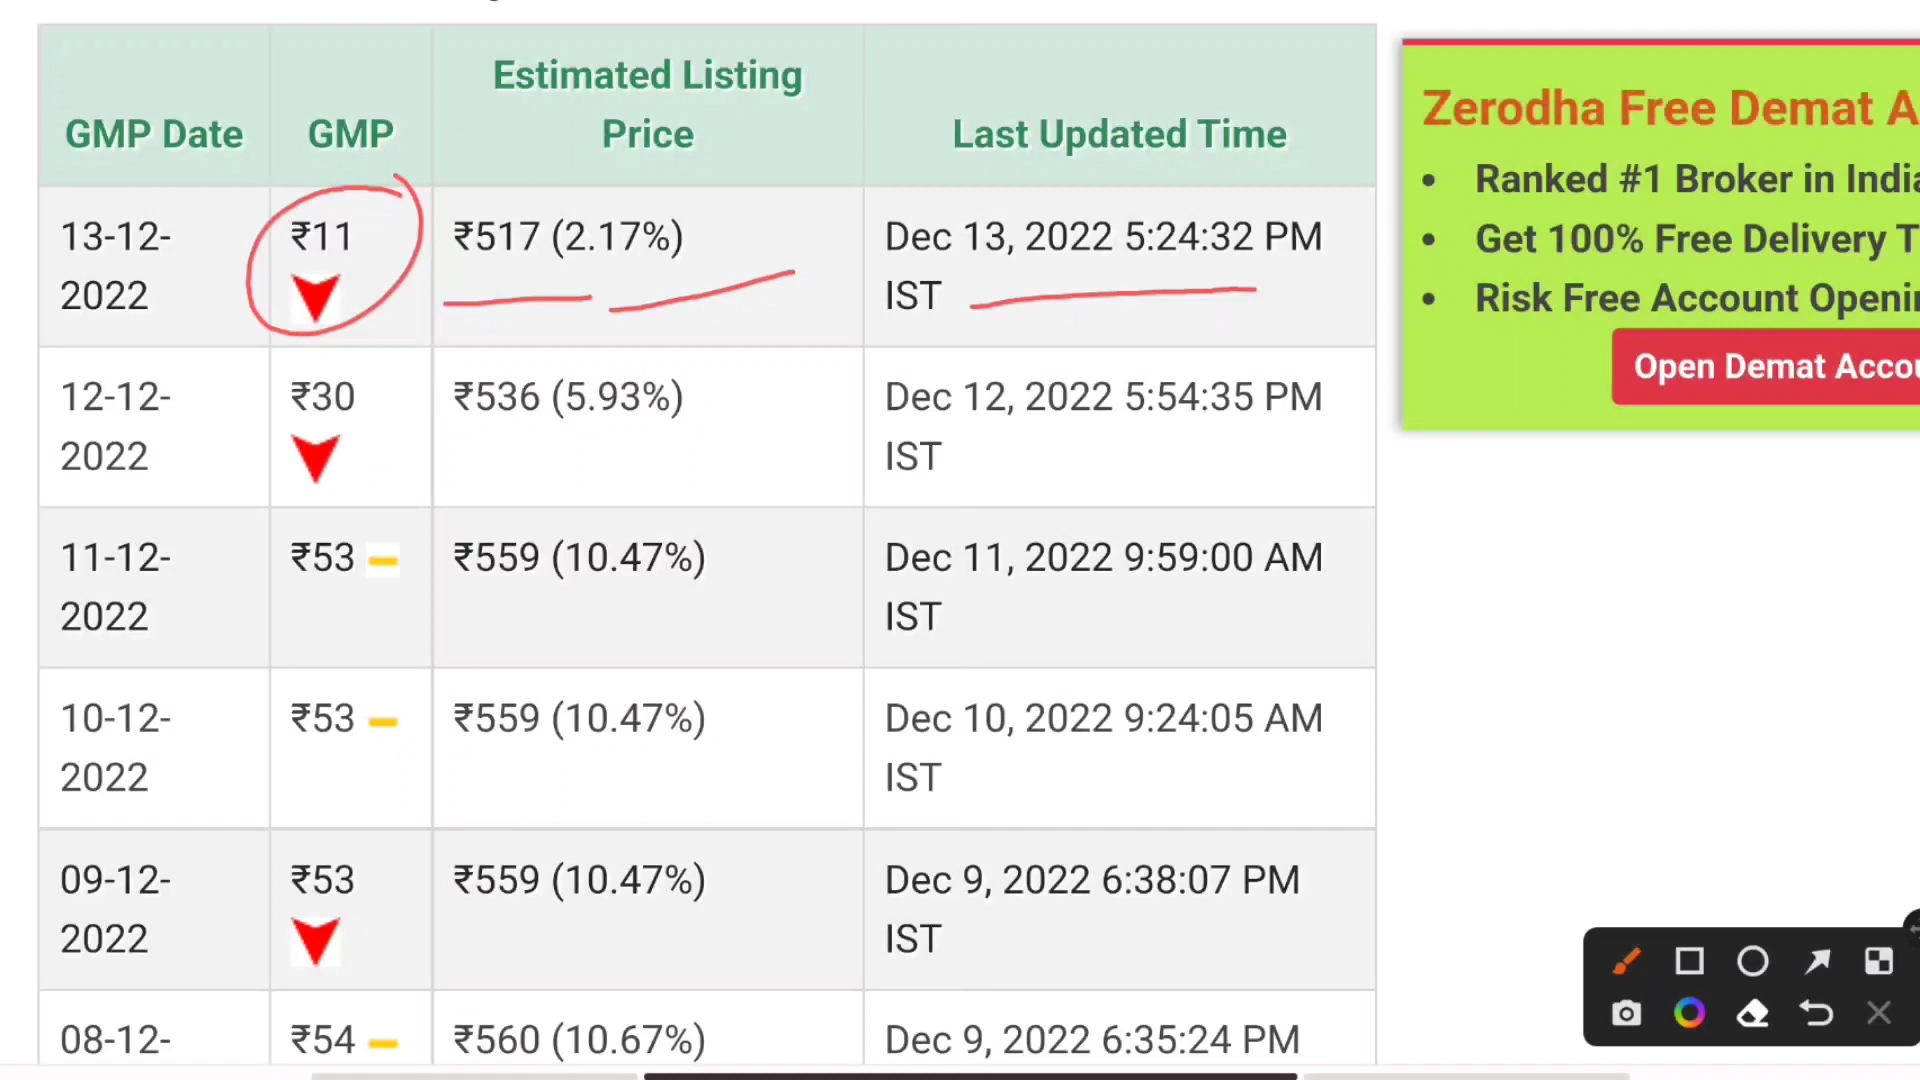 Estimated Listing
GMP Date GMP Price Last Updated Time
13-12- ₹11 ₹517 (2.17%) Dec 13, 2022 5:24:32 PM
2022 IST
12-12- ₹30 ₹536 (5.93%) Dec 12, 2022 5:54:35 PM
2022 IST
11-12- ₹53 ₹559 (10.47%) Dec 11, 2022 9:59:00 AM
2022 IST
10-12- ₹53 ₹559 (10.47%) Dec 10, 2022 9:24:05 AM
2022 IST
09-12- ₹53 ₹559 (10.47%) Dec 9, 2022 6:38:07 PM
2022 IST
08-12- ₹54 ₹560 (10.67%) Dec 9, 2022 6:35:24 PM
Zerodha Free Demat A
• Ranked #1 Broker in India
• Get 100% Free Delivery T
• Risk Free Account Openin
Open Demat Accou